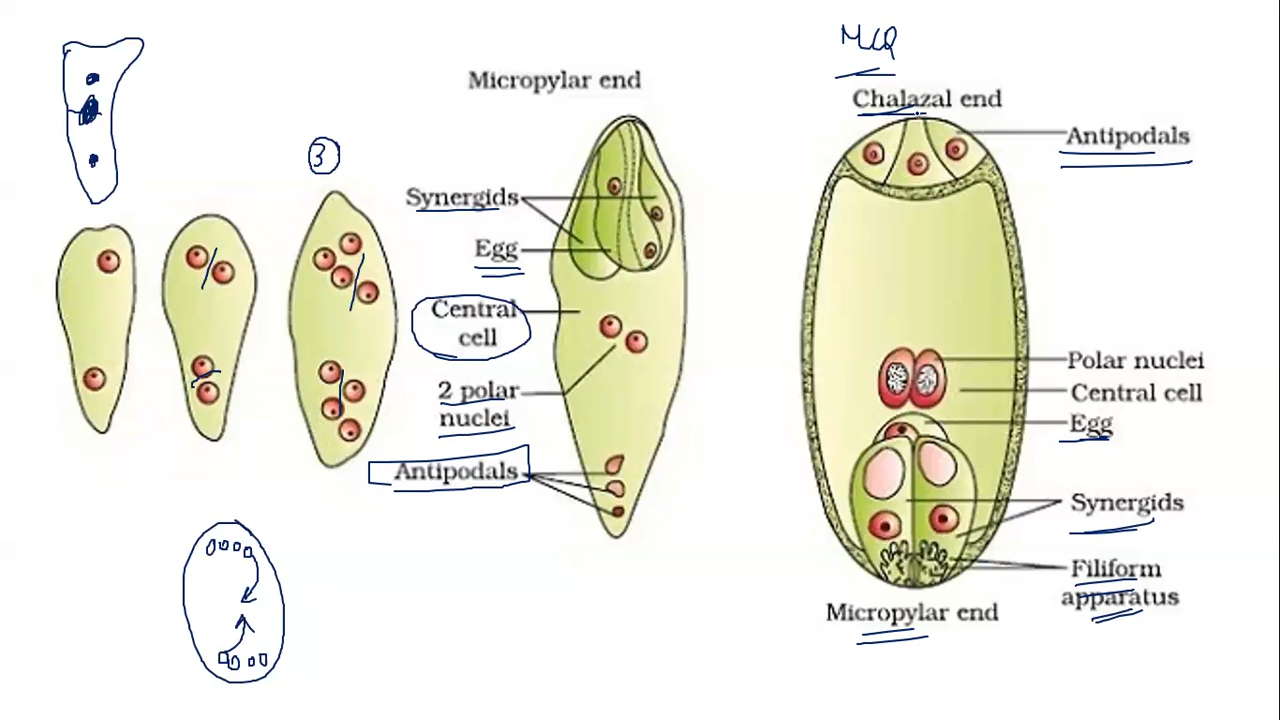 MCQ
Micropylar end
Chalazal end
Antipodals
3
Synergids
Egg
Central
cell
2 polar
nuclei
Antipodals
Polar nuclei
Central cell
Egg
Synergids
Filiform
apparatus
Micropylar end